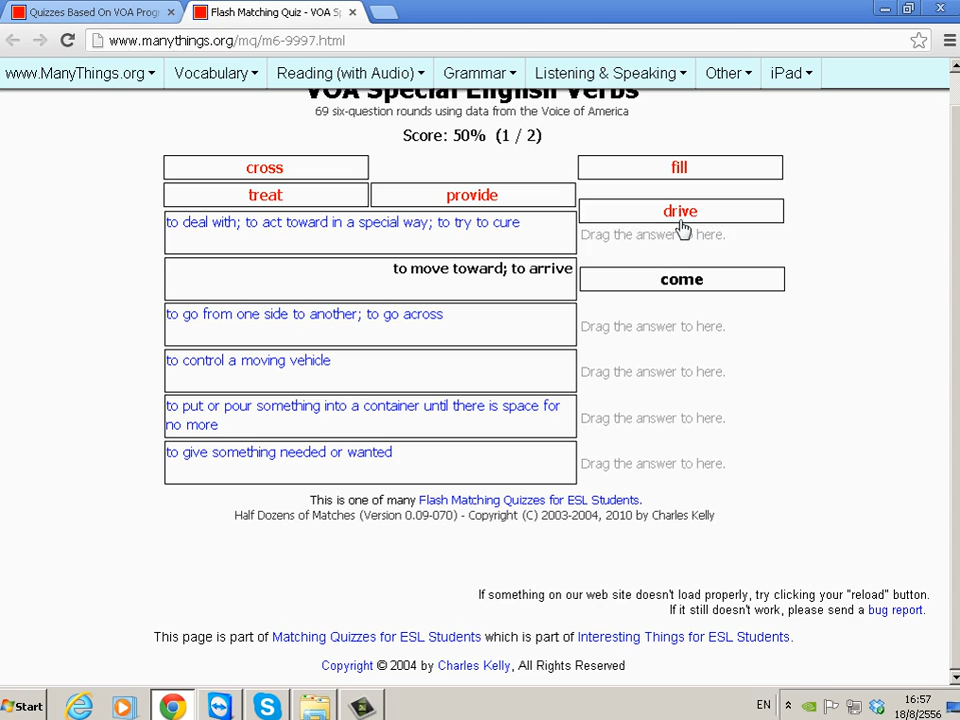 Quizzes Based On VOA Prog
Flash Matching Quiz - VOA Sp
www.manythings.org/mq/m6-9997.html
www.ManyThings.org
Vocabulary
Reading (with Audio)
Grammar
Listening & Speaking
Other
iPad
VOA Special English Verbs
69 six-question rounds using data from the Voice of America
Score: 50% (1 / 2)
cross
fill
treat
provide
drive
to deal with; to act toward in a special way; to try to cure
Drag the answer to here.
to move toward; to arrive
come
to go from one side to another; to go across
Drag the answer to here.
to control a moving vehicle
Drag the answer to here.
to put or pour something into a container until there is space for
no more
Drag the answer to here.
to give something needed or wanted
Drag the answer to here.
This is one of many Flash Matching Quizzes for ESL Students.
Half Dozens of Matches (Version 0.09-070) - Copyright (C) 2003-2004, 2010 by Charles Kelly
If something on our web site doesn't load properly, try clicking your "reload" button.
If it still doesn't work, please send a bug report.
This page is part of Matching Quizzes for ESL Students which is part of Interesting Things for ESL Students.
Copyright © 2004 by Charles Kelly, All Rights Reserved
Start
EN
16:57
18/8/2556